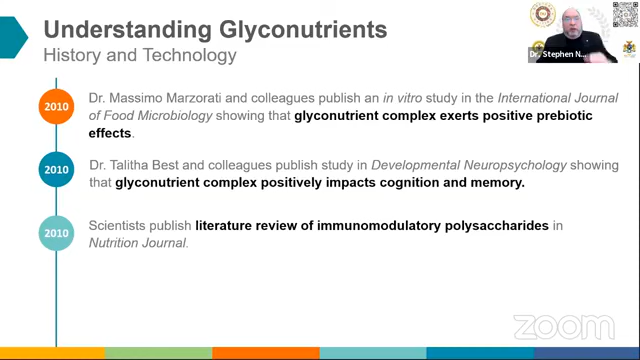 Understanding Glyconutrients
History and Technology
2010
Dr. Massimo Marzorati and colleagues publish an in vitro study in the International Journal
of Food Microbiology showing that glyconutrient complex exerts positive prebiotic
effects.
2010
Dr. Talitha Best and colleagues publish study in Developmental Neuropsychology showing
that glyconutrient complex positively impacts cognition and memory.
2010
Scientists publish literature review of immunomodulatory polysaccharides in
Nutrition Journal.
Dr. Stephen N...
zoom